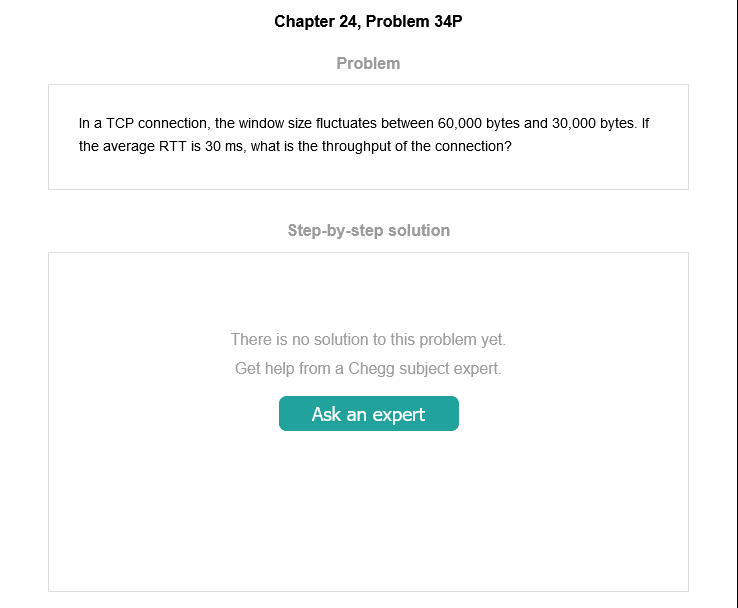 Chapter 24, Problem 34P
Problem
In a TCP connection, the window size fluctuates between 60,000 bytes and 30,000 bytes. If
the average RTT is 30 ms, what is the throughput of the connection?
Step-by-step solution
There is no solution to this problem yet.
Get help from a Chegg subject expert.
Ask an expert